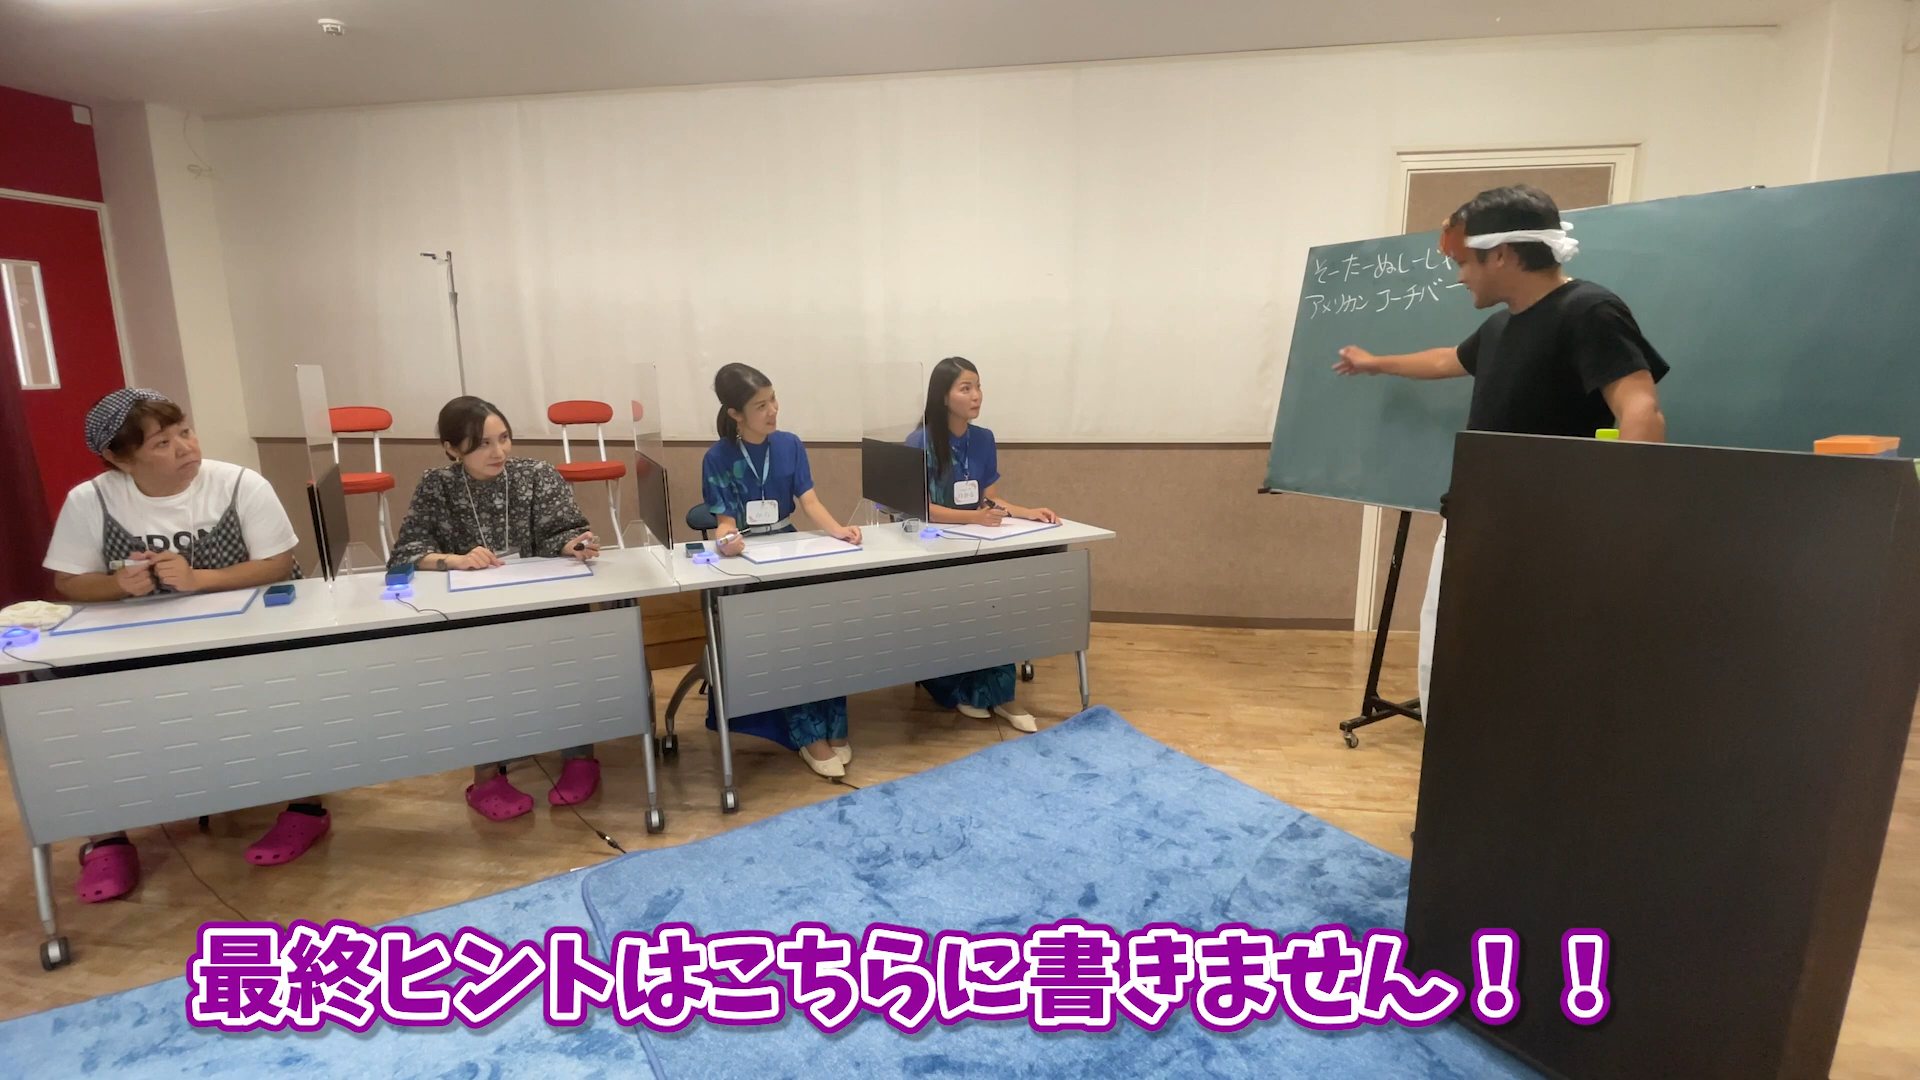 そーたーぬしーじゃ
アメリカン コーチバー
最終ヒントはこちらに書きません！！